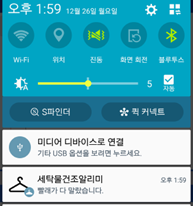 오후 1:59 12월 26일 월요일
Wi-Fi 위치 진동 화면 회전 블루투스
5 자동
S파인더 퀵 커넥트
미디어 디바이스로 연결
기타 USB 옵션을 보려면 누르세요.
세탁물건조알리미 오후 1:59
빨래가 다 말랐습니다.